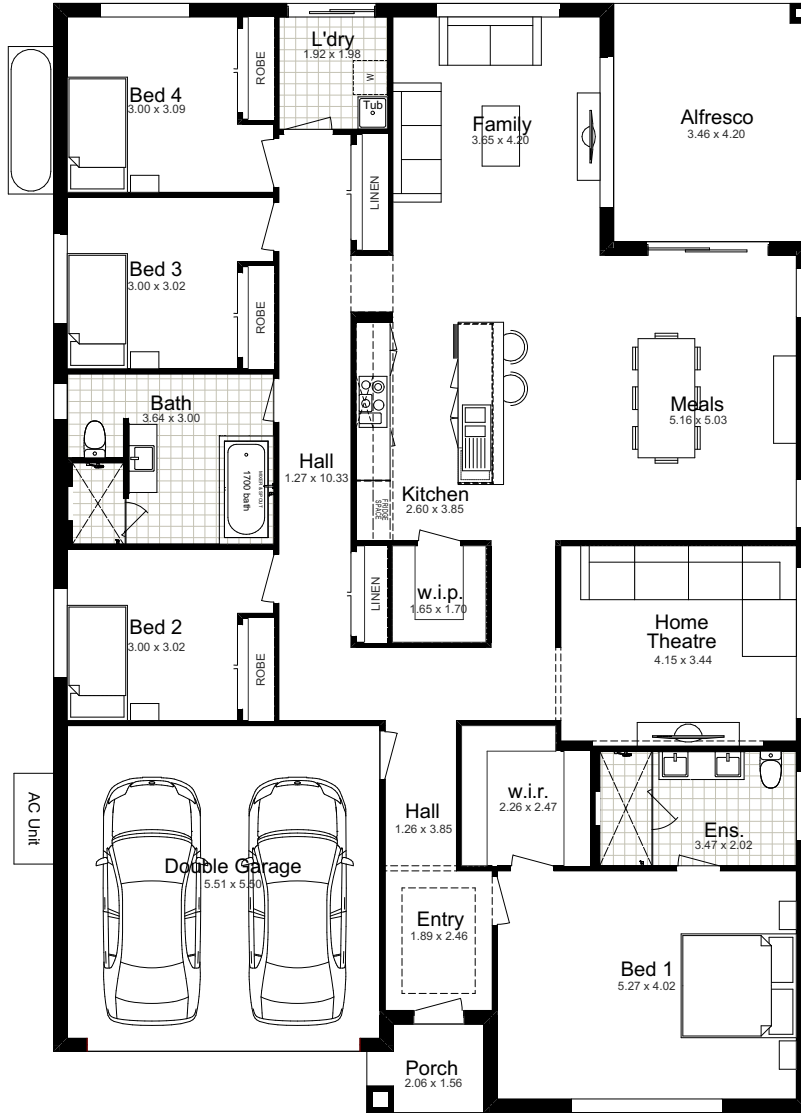 L'dry
1.92 x 1.98
W
Tub
ROBE
Bed 4
3.00 x 3.09
Family
3.65 x 4.20
Alfresco
3.46 x 4.20
LINEN
Bed 3
3.00 x 3.02
ROBE
Bath
3.64 x 3.00
MIXER & SPOUT
1700 bath
Hall
1.27 x 10.33
Meals
5.16 x 5.03
Kitchen
2.60 x 3.85
FRIDGE
SPACE
LINEN
w.i.p.
1.65 x 1.70
Bed 2
3.00 x 3.02
ROBE
Home
Theatre
4.15 x 3.44
AC Unit
w.i.r.
2.26 x 2.47
Hall
1.26 x 3.85
Ens.
3.47 x 2.02
Double Garage
5.51 x 5.50
Entry
1.89 x 2.46
Bed 1
5.27 x 4.02
Porch
2.06 x 1.56